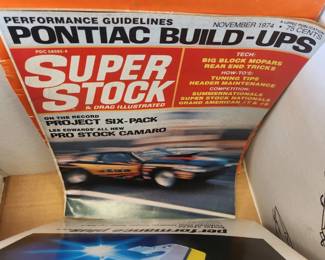 PERFORMANCE GUIDELINES
NOVEMBER 1974 • 75 CENTS
PONTIAC BUILD-UPS
SUPER
STOCK
& DRAG ILLUSTRATED
TECH:
BIG BLOCK MOPARS
REAR END TRICKS
HOW-TO'S:
TUNING TIPS
HEADER MAINTENANCE
COMPETITION:
SUMMERNATIONALS
SUPER STOCK NATIONALS
ON THE RECORD
PROJECT SIX-PACK
LEE EDWARDS' ALL NEW
PRO STOCK CAMARO
performance